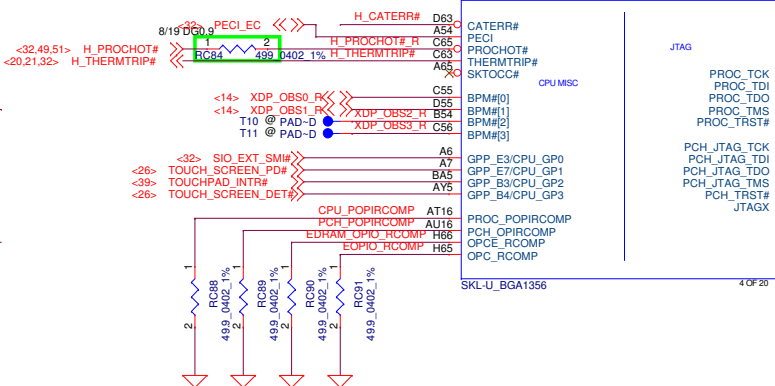 H_CATERR# D63 CATERR#
<32> PECI_EC A54 PECI
8/19 DG0.9
<32,49,51> H_PROCHOT# 1 2 H_PROCHOT#_R C65 PROCHOT#
<20,21,32> H_THERMTRIP# RC84 499_0402_1% H_THERMTRIP# C63 THERMTRIP#
A65 SKTOCC#
CPU MISC
JTAG
PROC_TCK
PROC_TDI
PROC_TDO
PROC_TMS
PROC_TRST#
PCH_JTAG_TCK
PCH_JTAG_TDI
PCH_JTAG_TDO
PCH_JTAG_TMS
PCH_TRST#
JTAGX
<14> XDP_OBS0_R C55 BPM#[0]
<14> XDP_OBS1_R D55 BPM#[1]
T10 @ PAD~D XDP_OBS2_R B54 BPM#[2]
T11 @ PAD~D XDP_OBS3_R C56 BPM#[3]
<32> SIO_EXT_SMI# A6 GPP_E3/CPU_GP0
<26> TOUCH_SCREEN_PD# A7 GPP_E7/CPU_GP1
<39> TOUCHPAD_INTR# BA5 GPP_B3/CPU_GP2
<26> TOUCH_SCREEN_DET# AY5 GPP_B4/CPU_GP3
CPU_POPIRCOMP AT16 PROC_POPIRCOMP
PCH_POPIRCOMP AU16 PCH_OPIRCOMP
EDRAM_OPIO_RCOMP H66 OPCE_RCOMP
EOPIO_RCOMP H65 OPC_RCOMP
1 2 RC88 49.9_0402_1%
1 2 RC89 49.9_0402_1%
1 2 RC90 49.9_0402_1%
1 2 RC91 49.9_0402_1%
SKL-U_BGA1356
4 OF 20